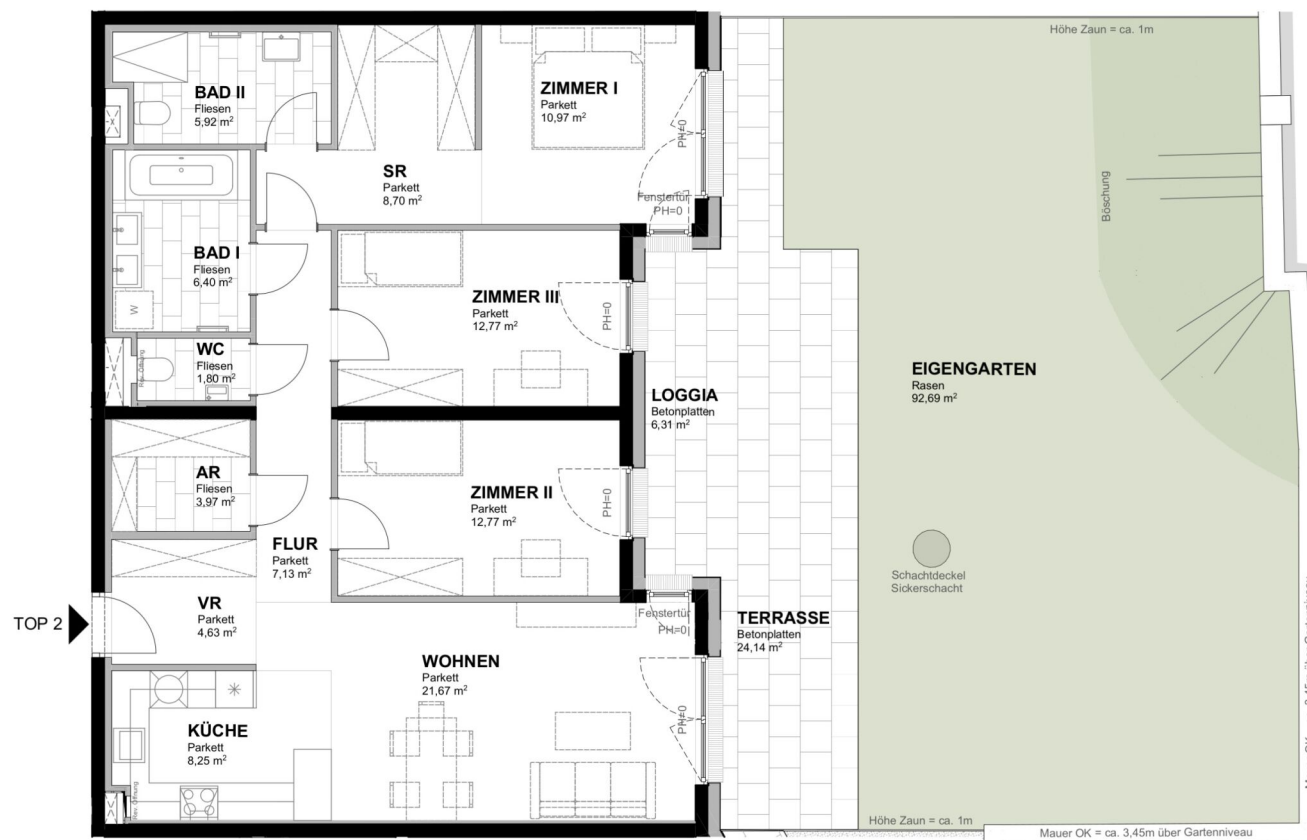 Höhe Zaun = ca. 1m
BAD II
Fliesen
5,92 m²
ZIMMER I
Parkett
10,97 m²
PH=0
SR
Parkett
8,70 m²
Fenstertür
PH=0
Böschung
BAD I
Fliesen
6,40 m²
W
ZIMMER III
Parkett
12,77 m²
PH=0
WC
Fliesen
1,80 m²
Rev. Öffnung
LOGGIA
Betonplatten
6,31 m²
EIGENGARTEN
Rasen
92,69 m²
AR
Fliesen
3,97 m²
ZIMMER II
Parkett
12,77 m²
PH=0
FLUR
Parkett
7,13 m²
Schachtdeckel
Sickerschacht
VR
Parkett
4,63 m²
TOP 2
Fenstertür
PH=0
TERRASSE
Betonplatten
24,14 m²
WOHNEN
Parkett
21,67 m²
PH=0
KÜCHE
Parkett
8,25 m²
Rev. Öffnung
Höhe Zaun = ca. 1m
Mauer OK = ca. 3,45m über Gartenniveau